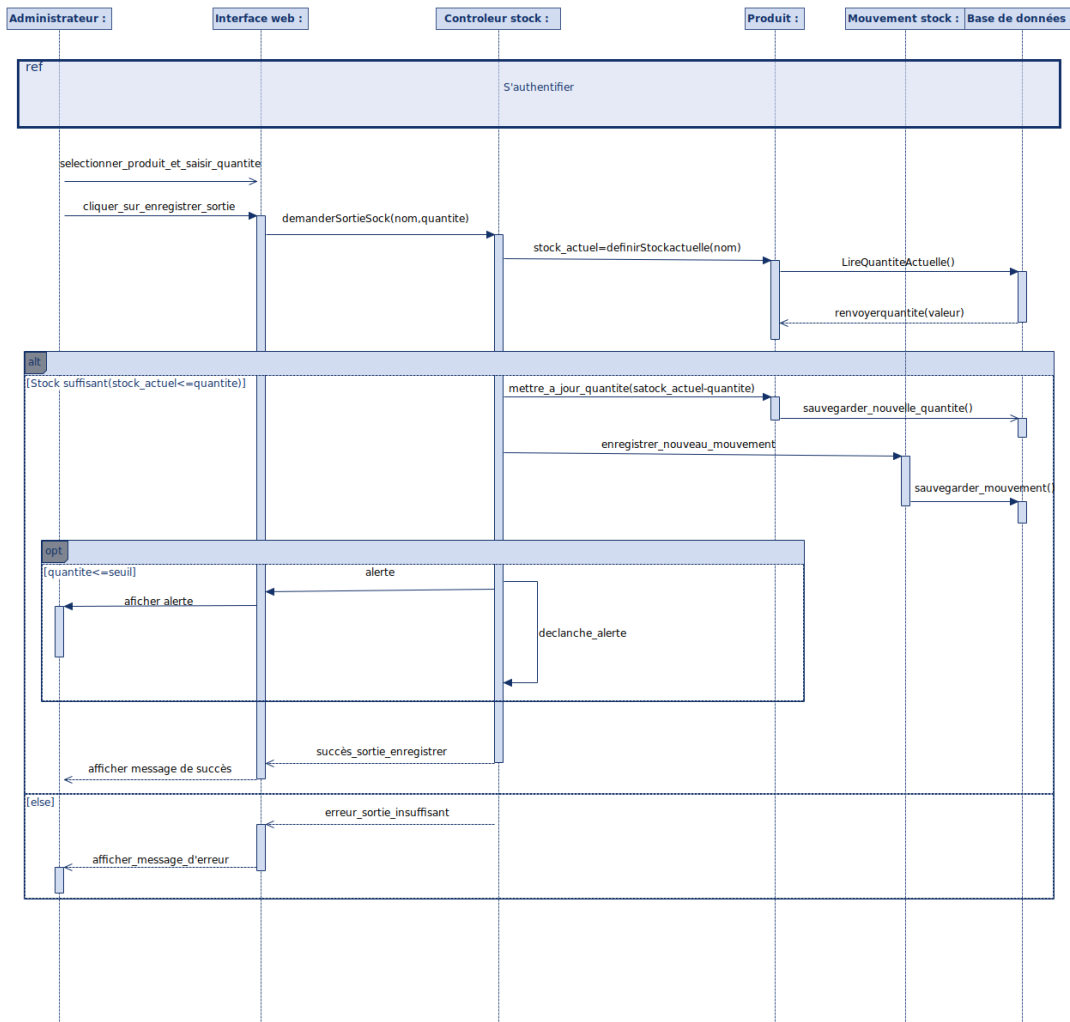 Administrateur :
Interface web :
Controleur stock :
Produit :
Mouvement stock :
Base de données
ref
S'authentifier
selectionner_produit_et_saisir_quantite
cliquer_sur_enregistrer_sortie
demanderSortieSock(nom,quantite)
stock_actuel=definirStockactuelle(nom)
LireQuantiteActuelle()
renvoyerquantite(valeur)
alt
[Stock suffisant(stock_actuel<=quantite)]
mettre_a_jour_quantite(satock_actuel-quantite)
sauvegarder_nouvelle_quantite()
enregistrer_nouveau_mouvement
sauvegarder_mouvement()
opt
[quantite<=seuil]
alerte
aficher alerte
declanche_alerte
succès_sortie_enregistrer
afficher message de succès
[else]
erreur_sortie_insuffisant
afficher_message_d'erreur